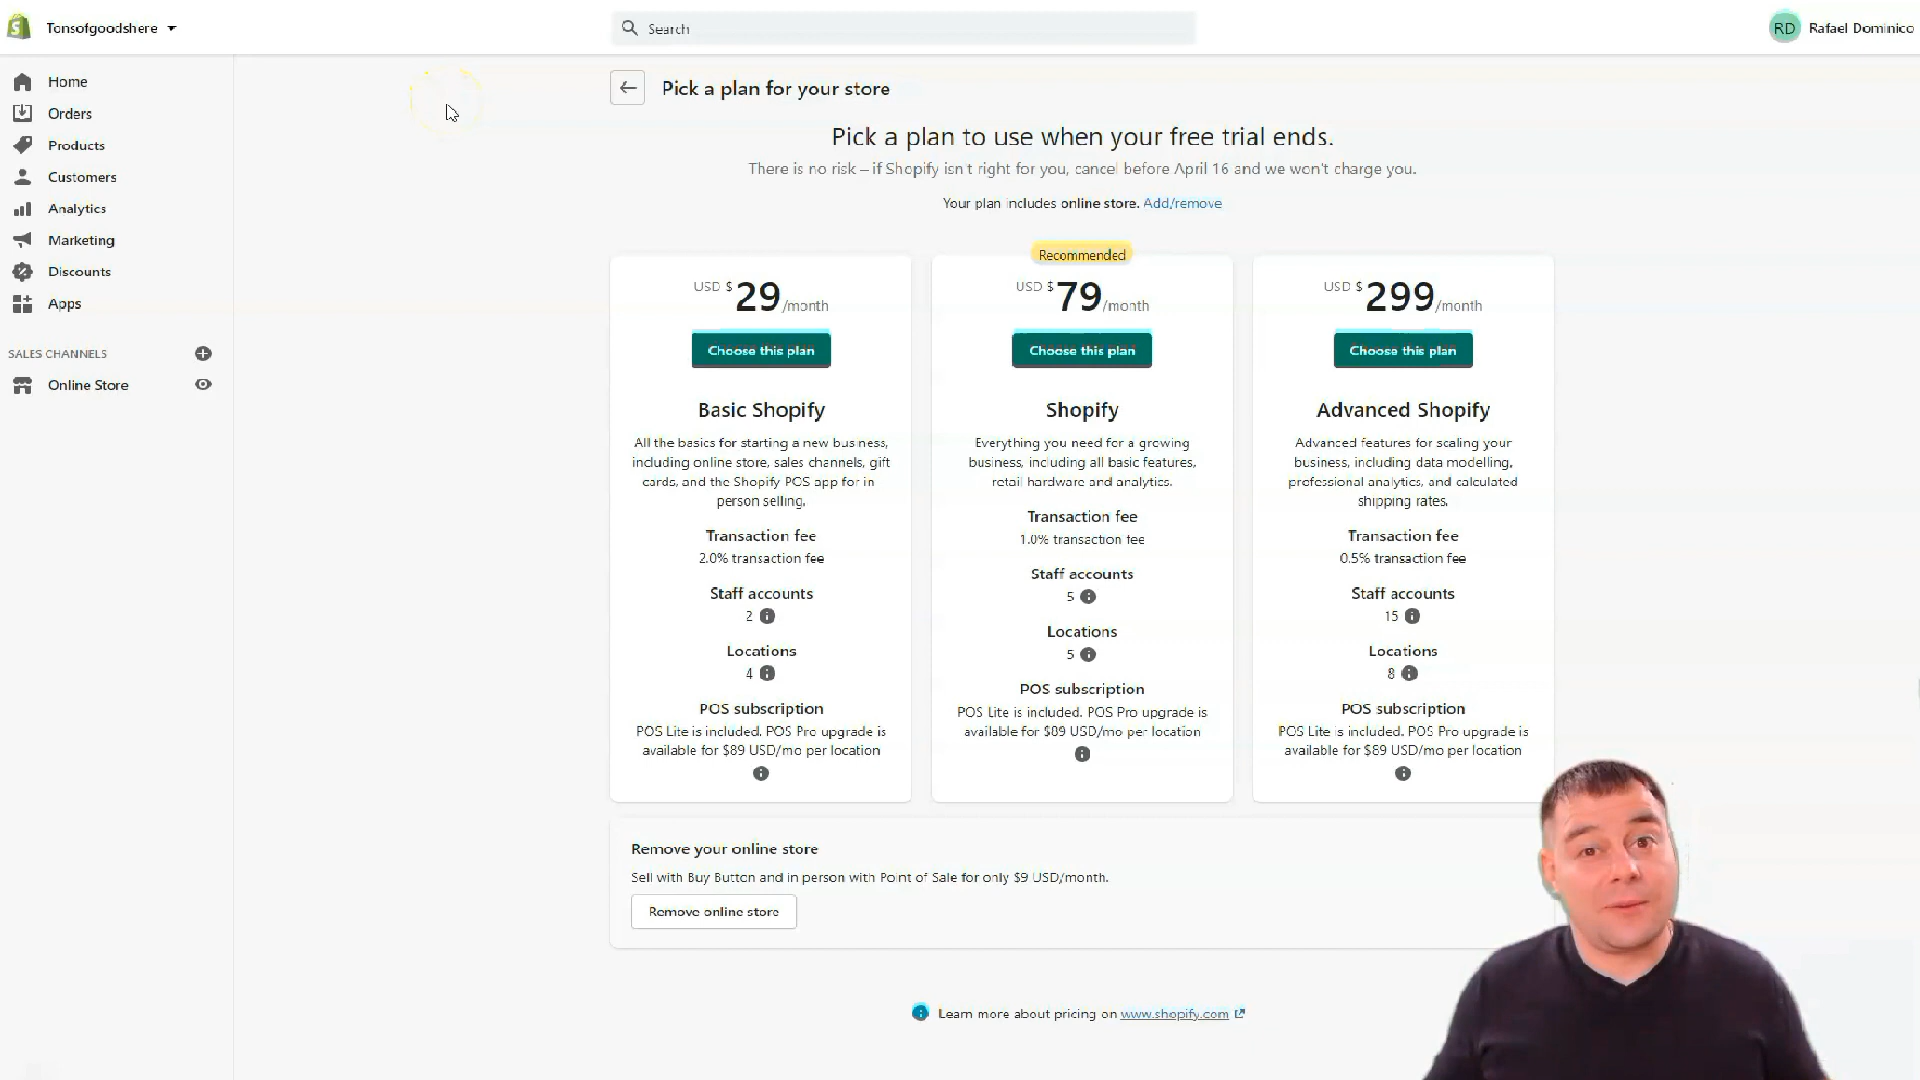 Tonsofgoodshere
Search
RD Rafael Dominico
Home
Orders
Products
Customers
Analytics
Marketing
Discounts
Apps
SALES CHANNELS
Online Store
Pick a plan for your store
Pick a plan to use when your free trial ends.
There is no risk – if Shopify isn't right for you, cancel before April 16 and we won't charge you.
Your plan includes online store. Add/remove
USD $ 29 /month
Choose this plan
Basic Shopify
All the basics for starting a new business,
including online store, sales channels, gift
cards, and the Shopify POS app for in
person selling.
Transaction fee
2.0% transaction fee
Staff accounts
2
Locations
4
POS subscription
POS Lite is included. POS Pro upgrade is
available for $89 USD/mo per location
Recommended
USD $ 79 /month
Choose this plan
Shopify
Everything you need for a growing
business, including all basic features,
retail hardware and analytics.
Transaction fee
1.0% transaction fee
Staff accounts
5
Locations
5
POS subscription
POS Lite is included. POS Pro upgrade is
available for $89 USD/mo per location
USD $ 299 /month
Choose this plan
Advanced Shopify
Advanced features for scaling your
business, including data modelling,
professional analytics, and calculated
shipping rates.
Transaction fee
0.5% transaction fee
Staff accounts
15
Locations
8
POS subscription
POS Lite is included. POS Pro upgrade is
available for $89 USD/mo per location
Remove your online store
Sell with Buy Button and in person with Point of Sale for only $9 USD/month.
Remove online store
Learn more about pricing on www.shopify.com